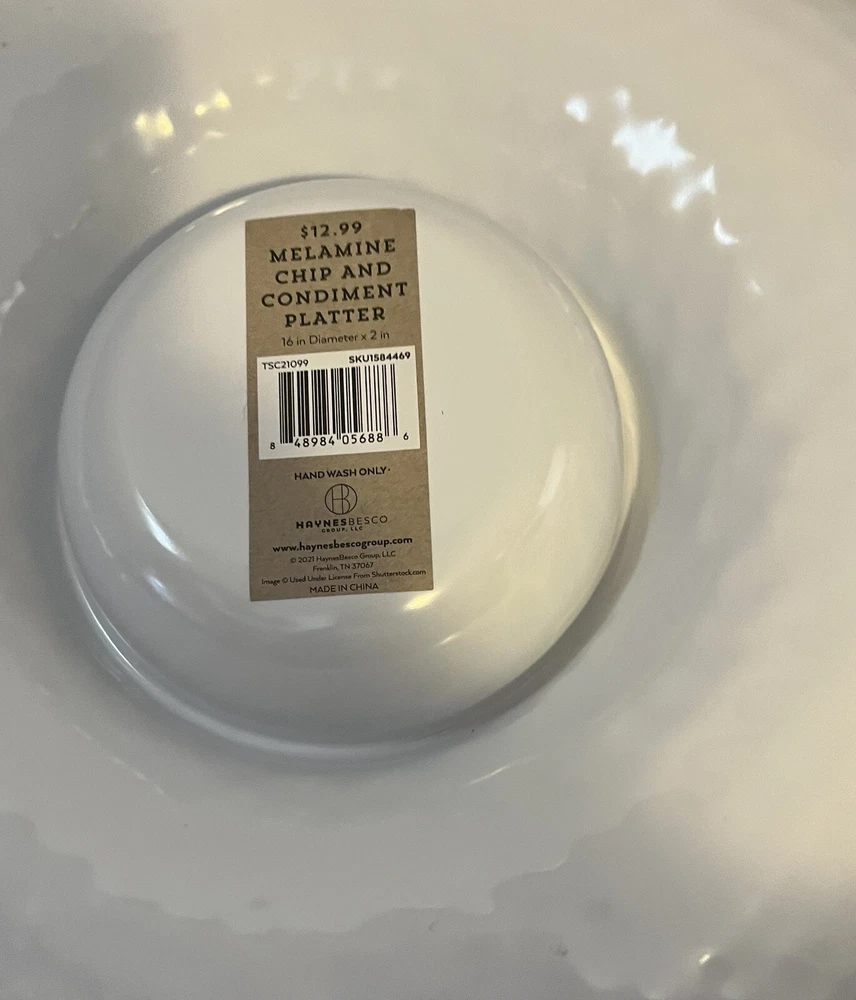 $12.99
MELAMINE
CHIP AND
CONDIMENT
PLATTER
16 in Diameter x 2 in
TSC21099 SKU1584469
8 48984 05688 6
HAND WASH ONLY·
HB
HAYNESBESCO
GROUP, LLC
www.haynesbescogroup.com
© 2021 HaynesBesco Group, LLC
Franklin, TN 37067
Image © Used Under License From Shutterstock.com
MADE IN CHINA